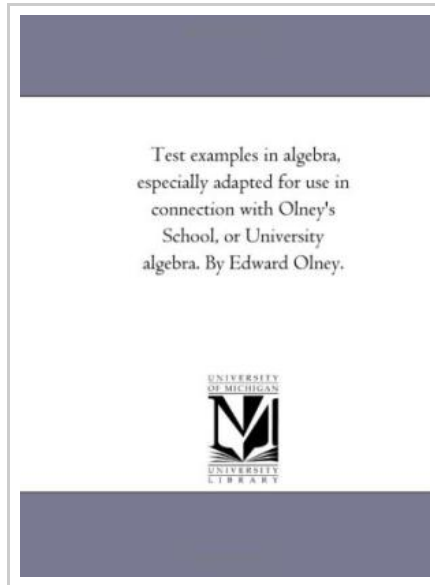 Test examples in algebra,
especially adapted for use in
connection with Olney's
School, or University
algebra. By Edward Olney.
UNIVERSITY
OF MICHIGAN
UNIVERSITY
LIBRARY